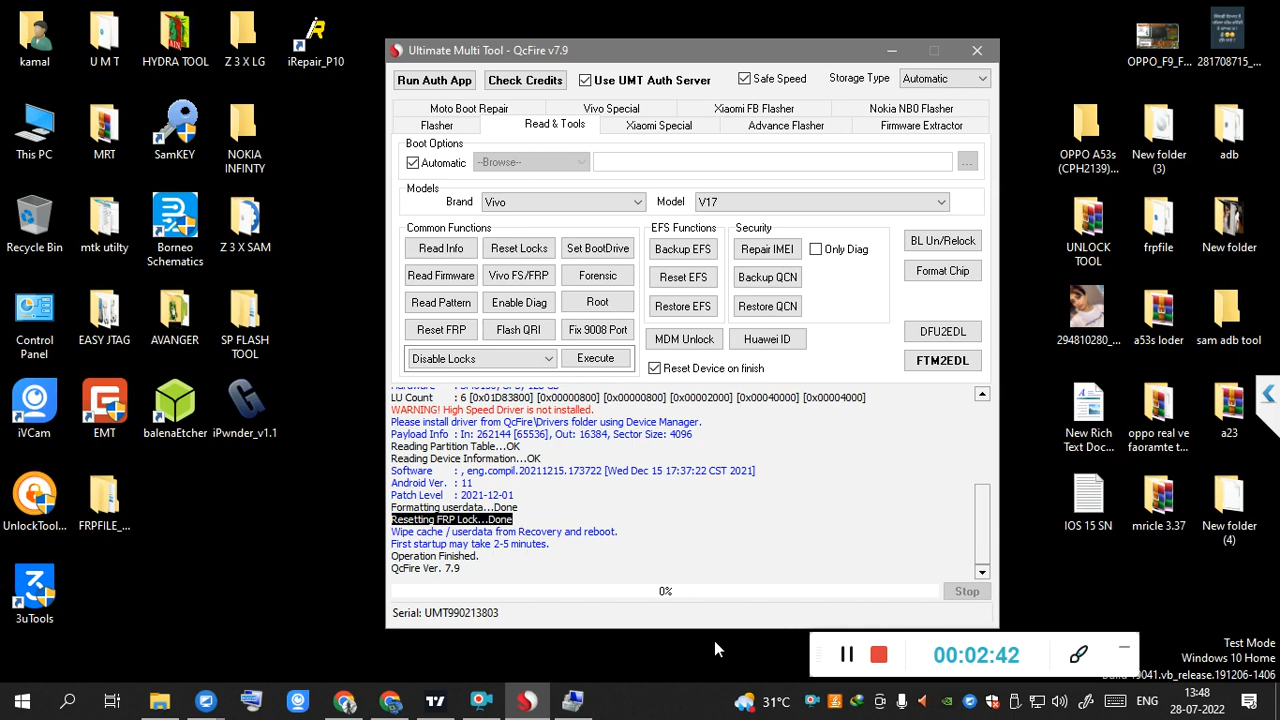 kamal
U M T
HYDRA TOOL
Z 3 X LG
iRepair_P10
This PC
MRT
SamKEY
NOKIA
INFINTY
Recycle Bin
mtk utilty
Borneo
Schematics
Z 3 X SAM
Control
Panel
EASY JTAG
AVANGER
SP FLASH
TOOL
iVCam
EMT
balenaEtcher
iPwnder_v1.1
UnlockTool...
FRPFILE_...
3uTools
Ultimate Multi Tool - QcFire v7.9
Run Auth App
Check Credits
Use UMT Auth Server
Safe Speed
Storage Type
Automatic
Moto Boot Repair
Vivo Special
Xiaomi FB Flasher
Nokia NB0 Flasher
Flasher
Read & Tools
Xiaomi Special
Advance Flasher
Firmware Extractor
Boot Options
Automatic
--Browse--
...
Models
Brand
Vivo
Model
V17
Common Functions
Read Info
Reset Locks
Set BootDrive
Read Firmware
Vivo FS/FRP
Forensic
Read Pattern
Enable Diag
Root
Reset FRP
Flash QRI
Fix 9008 Port
Disable Locks
Execute
EFS Functions
Backup EFS
Reset EFS
Restore EFS
MDM Unlock
Security
Repair IMEI
Only Diag
Backup QCN
Restore QCN
Huawei ID
Reset Device on finish
BL Un/Relock
Format Chip
DFU2EDL
FTM2EDL
LU Count : 6 [0x01D83800] [0x00000800] [0x00002000] [0x00040000] [0x00004000]
WARNING! High Speed Driver is not installed.
Please install driver from QcFire\Drivers folder using Device Manager.
Payload Info : In: 262144 [65536], Out: 16384, Sector Size: 4096
Reading Partition Table...OK
Reading Device Information...OK
Software : , eng.compil.20211215.173722 [Wed Dec 15 17:37:22 CST 2021]
Android Ver. : 11
Patch Level : 2021-12-01
Formatting userdata...Done
Resetting FRP Lock...Done
Wipe cache / userdata from Recovery and reboot.
First startup may take 2-5 minutes.
Operation Finished.
QcFire Ver. 7.9
0%
Stop
Serial: UMT990213803
OPPO_F9_F...
281708715_...
OPPO A53s
(CPH2139)...
New folder
(3)
adb
UNLOCK
TOOL
frpfile
New folder
294810280_...
a53s loder
sam adb tool
New Rich
Text Doc...
oppo real ve
faoramte t...
a23
IOS 15 SN
mricle 3.37
New folder
(4)
00:02:42
Test Mode
Windows 10 Home
19041.vb_release.191206-1406
31°C
ENG
13:48
28-07-2022